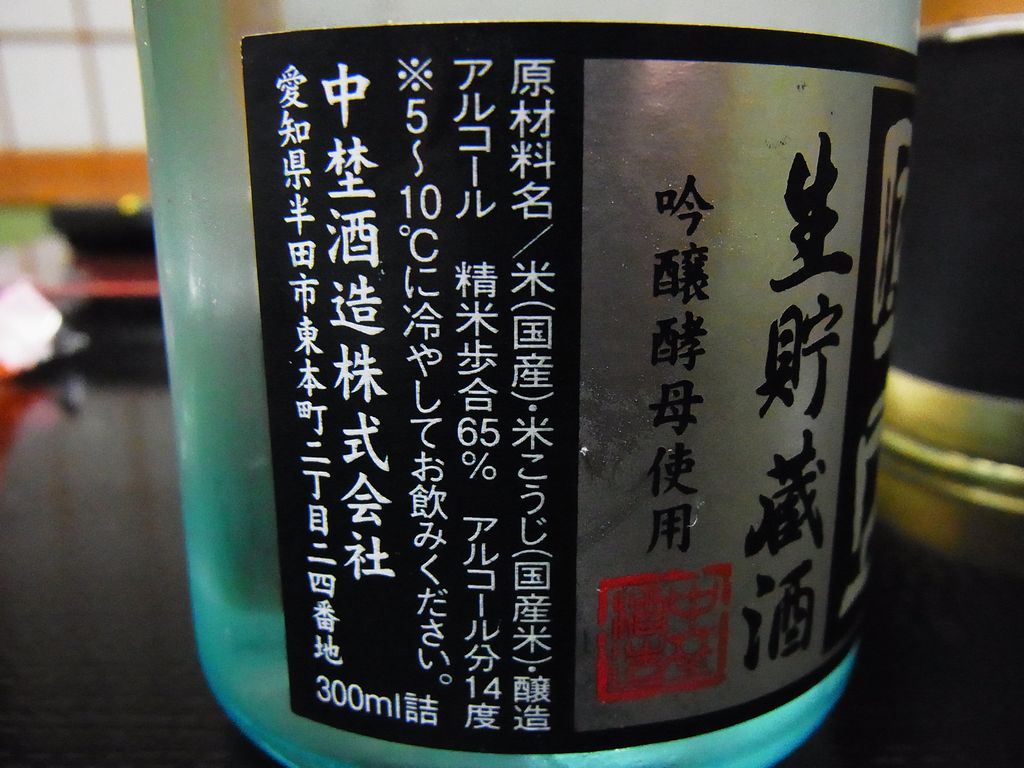 生貯蔵酒
吟醸酵母使用
原材料名／米(国産)・米こうじ(国産米)・醸造
アルコール 精米歩合65% アルコール分14度
※5～10℃に冷やしてお飲みください。
中埜酒造株式会社
愛知県半田市東本町二丁目二四番地
300ml詰